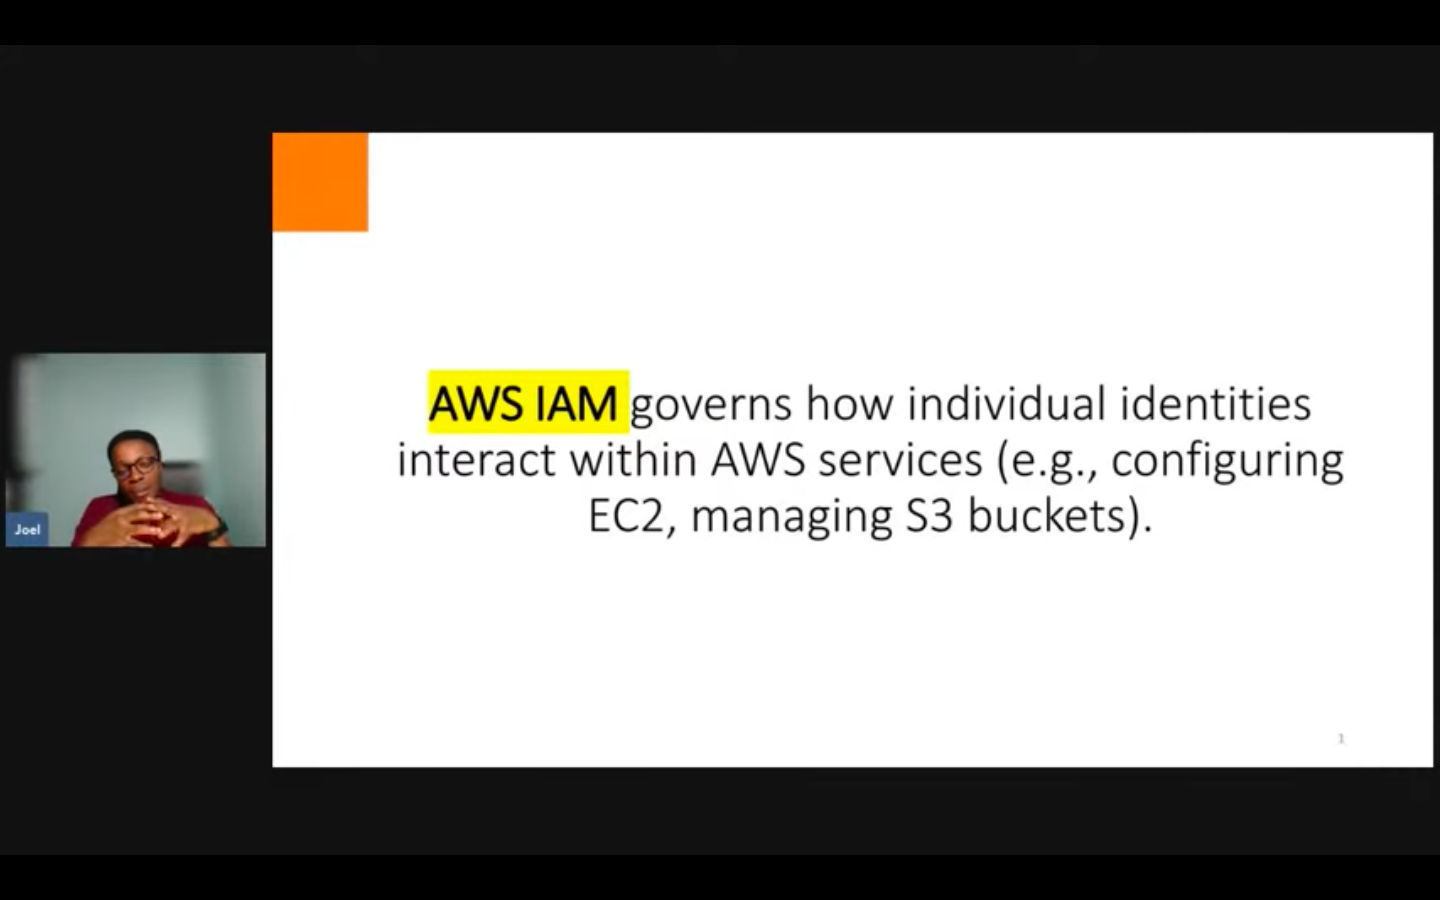 AWS IAM governs how individual identities
interact within AWS services (e.g., configuring
EC2, managing S3 buckets).
Joel
1